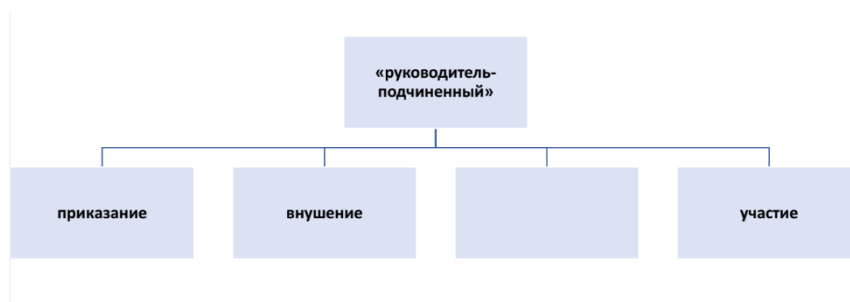 «руководитель-
подчиненный»
приказание
внушение
участие